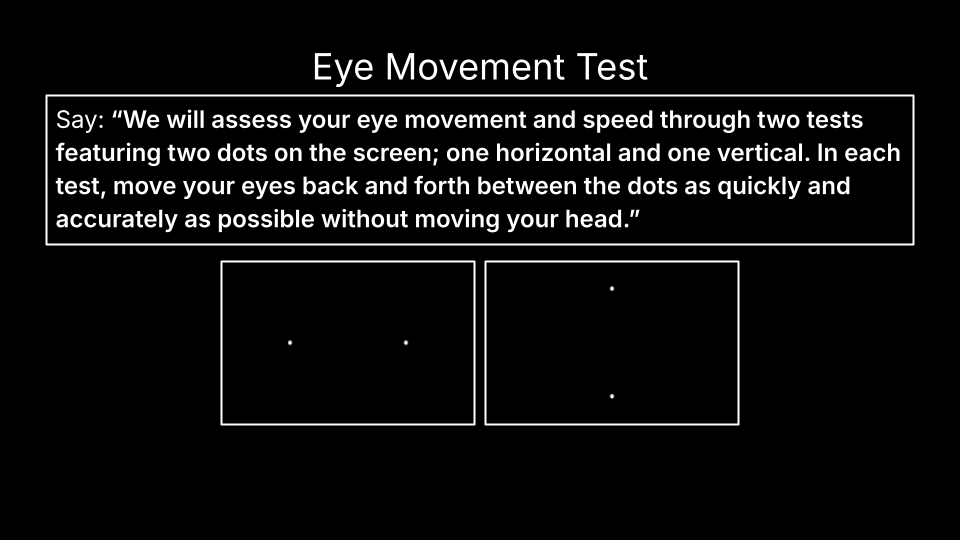 Eye Movement Test
Say: “We will assess your eye movement and speed through two tests
featuring two dots on the screen; one horizontal and one vertical. In each
test, move your eyes back and forth between the dots as quickly and
accurately as possible without moving your head.”